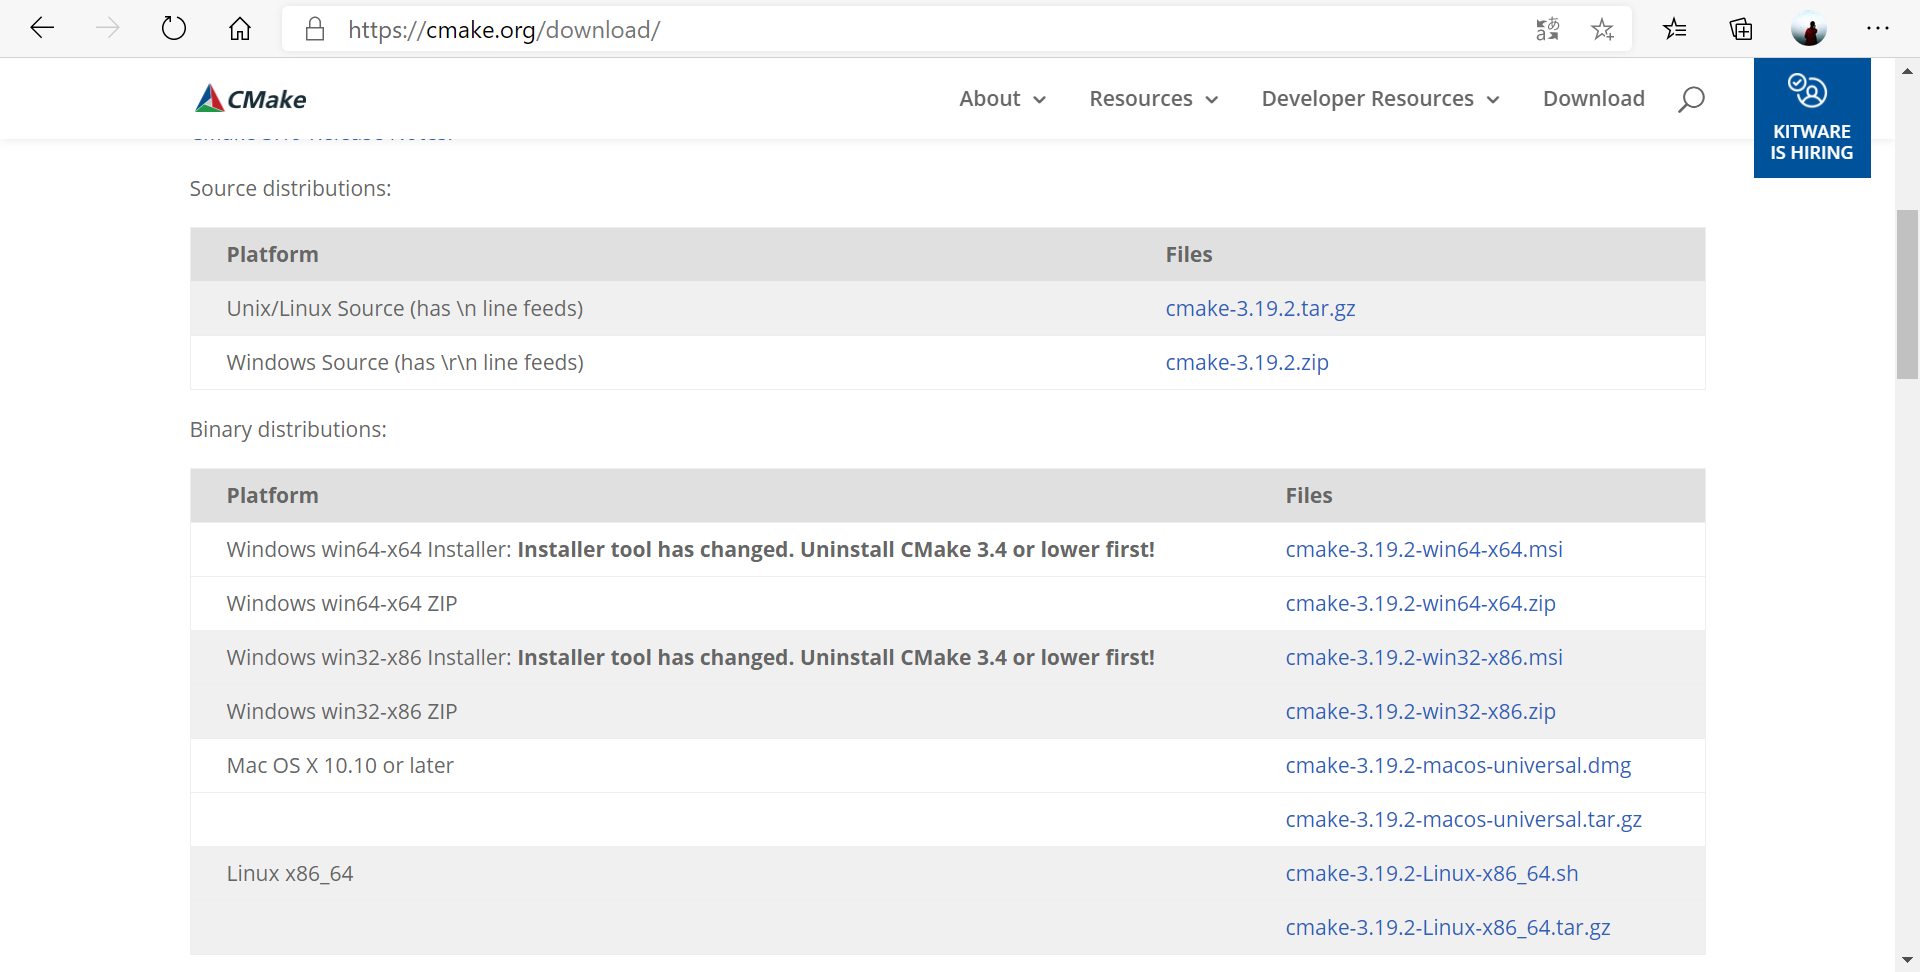 https://cmake.org/download/
CMake
About
Resources
Developer Resources
Download
KITWARE
IS HIRING
Source distributions:
Platform Files
Unix/Linux Source (has \n line feeds) cmake-3.19.2.tar.gz
Windows Source (has \r\n line feeds) cmake-3.19.2.zip
Binary distributions:
Platform Files
Windows win64-x64 Installer: Installer tool has changed. Uninstall CMake 3.4 or lower first! cmake-3.19.2-win64-x64.msi
Windows win64-x64 ZIP cmake-3.19.2-win64-x64.zip
Windows win32-x86 Installer: Installer tool has changed. Uninstall CMake 3.4 or lower first! cmake-3.19.2-win32-x86.msi
Windows win32-x86 ZIP cmake-3.19.2-win32-x86.zip
Mac OS X 10.10 or later cmake-3.19.2-macos-universal.dmg
cmake-3.19.2-macos-universal.tar.gz
Linux x86_64 cmake-3.19.2-Linux-x86_64.sh
cmake-3.19.2-Linux-x86_64.tar.gz